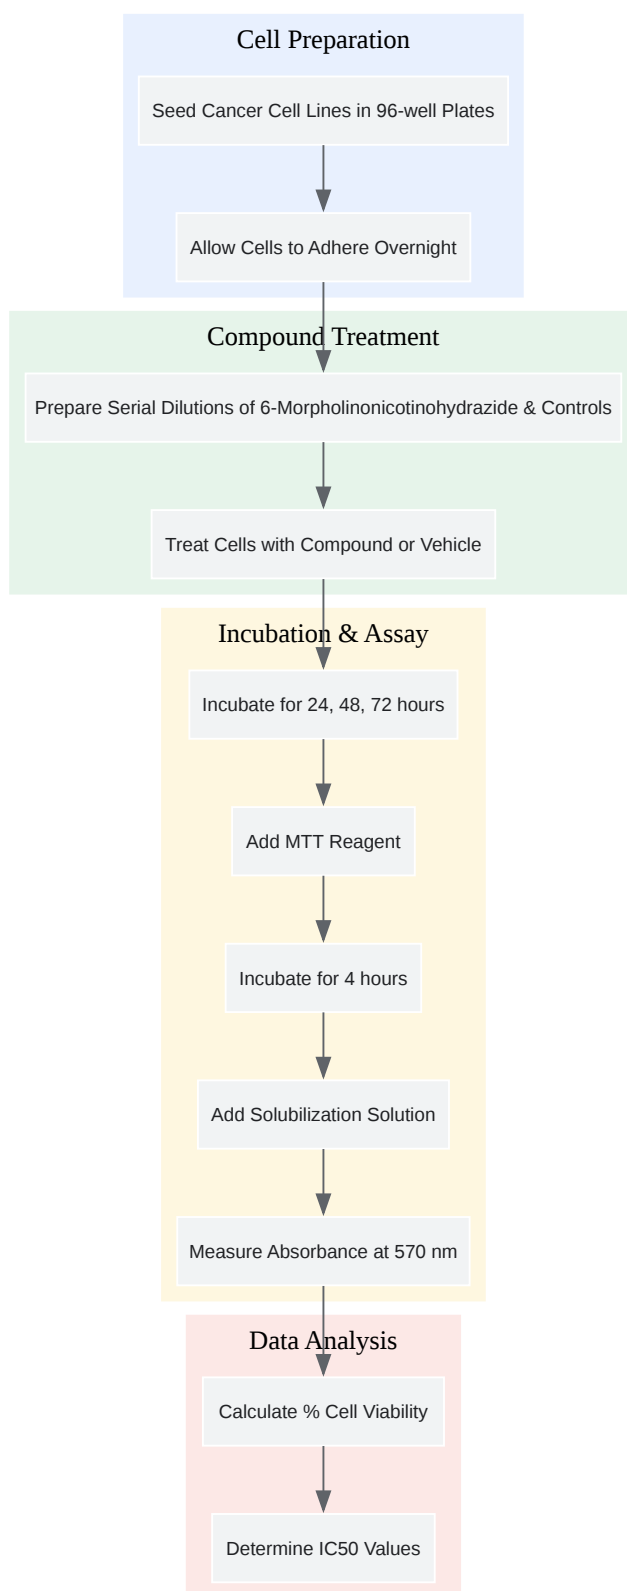 Cell Preparation
Seed Cancer Cell Lines in 96-well Plates
Allow Cells to Adhere Overnight
Compound Treatment
Prepare Serial Dilutions of 6-Morpholinonicotinohydrazide & Controls
Treat Cells with Compound or Vehicle
Incubation & Assay
Incubate for 24, 48, 72 hours
Add MTT Reagent
Incubate for 4 hours
Add Solubilization Solution
Measure Absorbance at 570 nm
Data Analysis
Calculate % Cell Viability
Determine IC50 Values